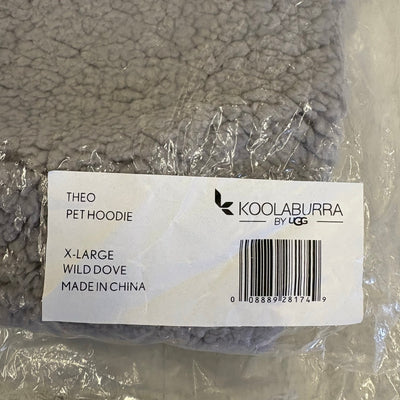 THEO
PET HOODIE
KOOLABURRA
BY UGG
X-LARGE
WILD DOVE
MADE IN CHINA
0 08889 28174 9